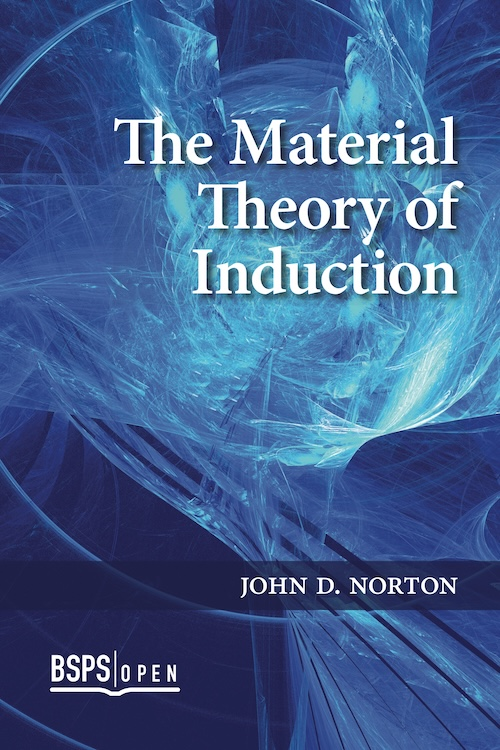 The Material
Theory of
Induction
JOHN D. NORTON
BSPS|OPEN